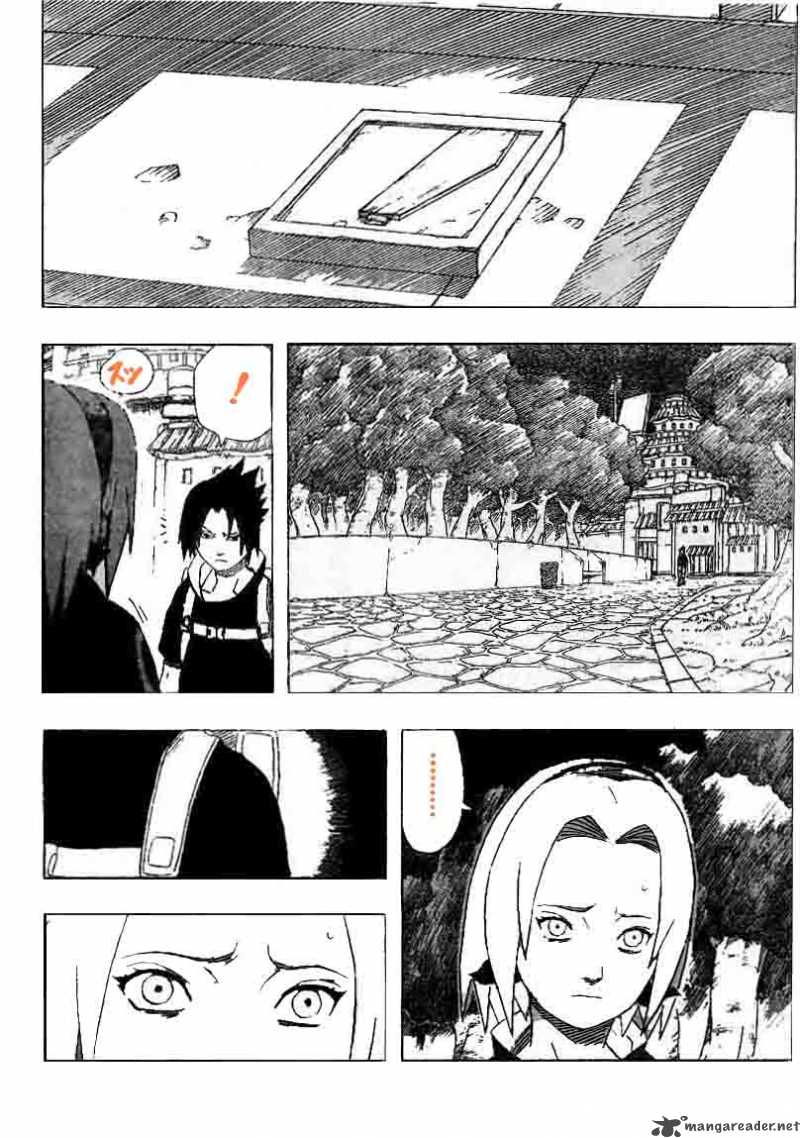 ！
スッ
………
mangareader.net